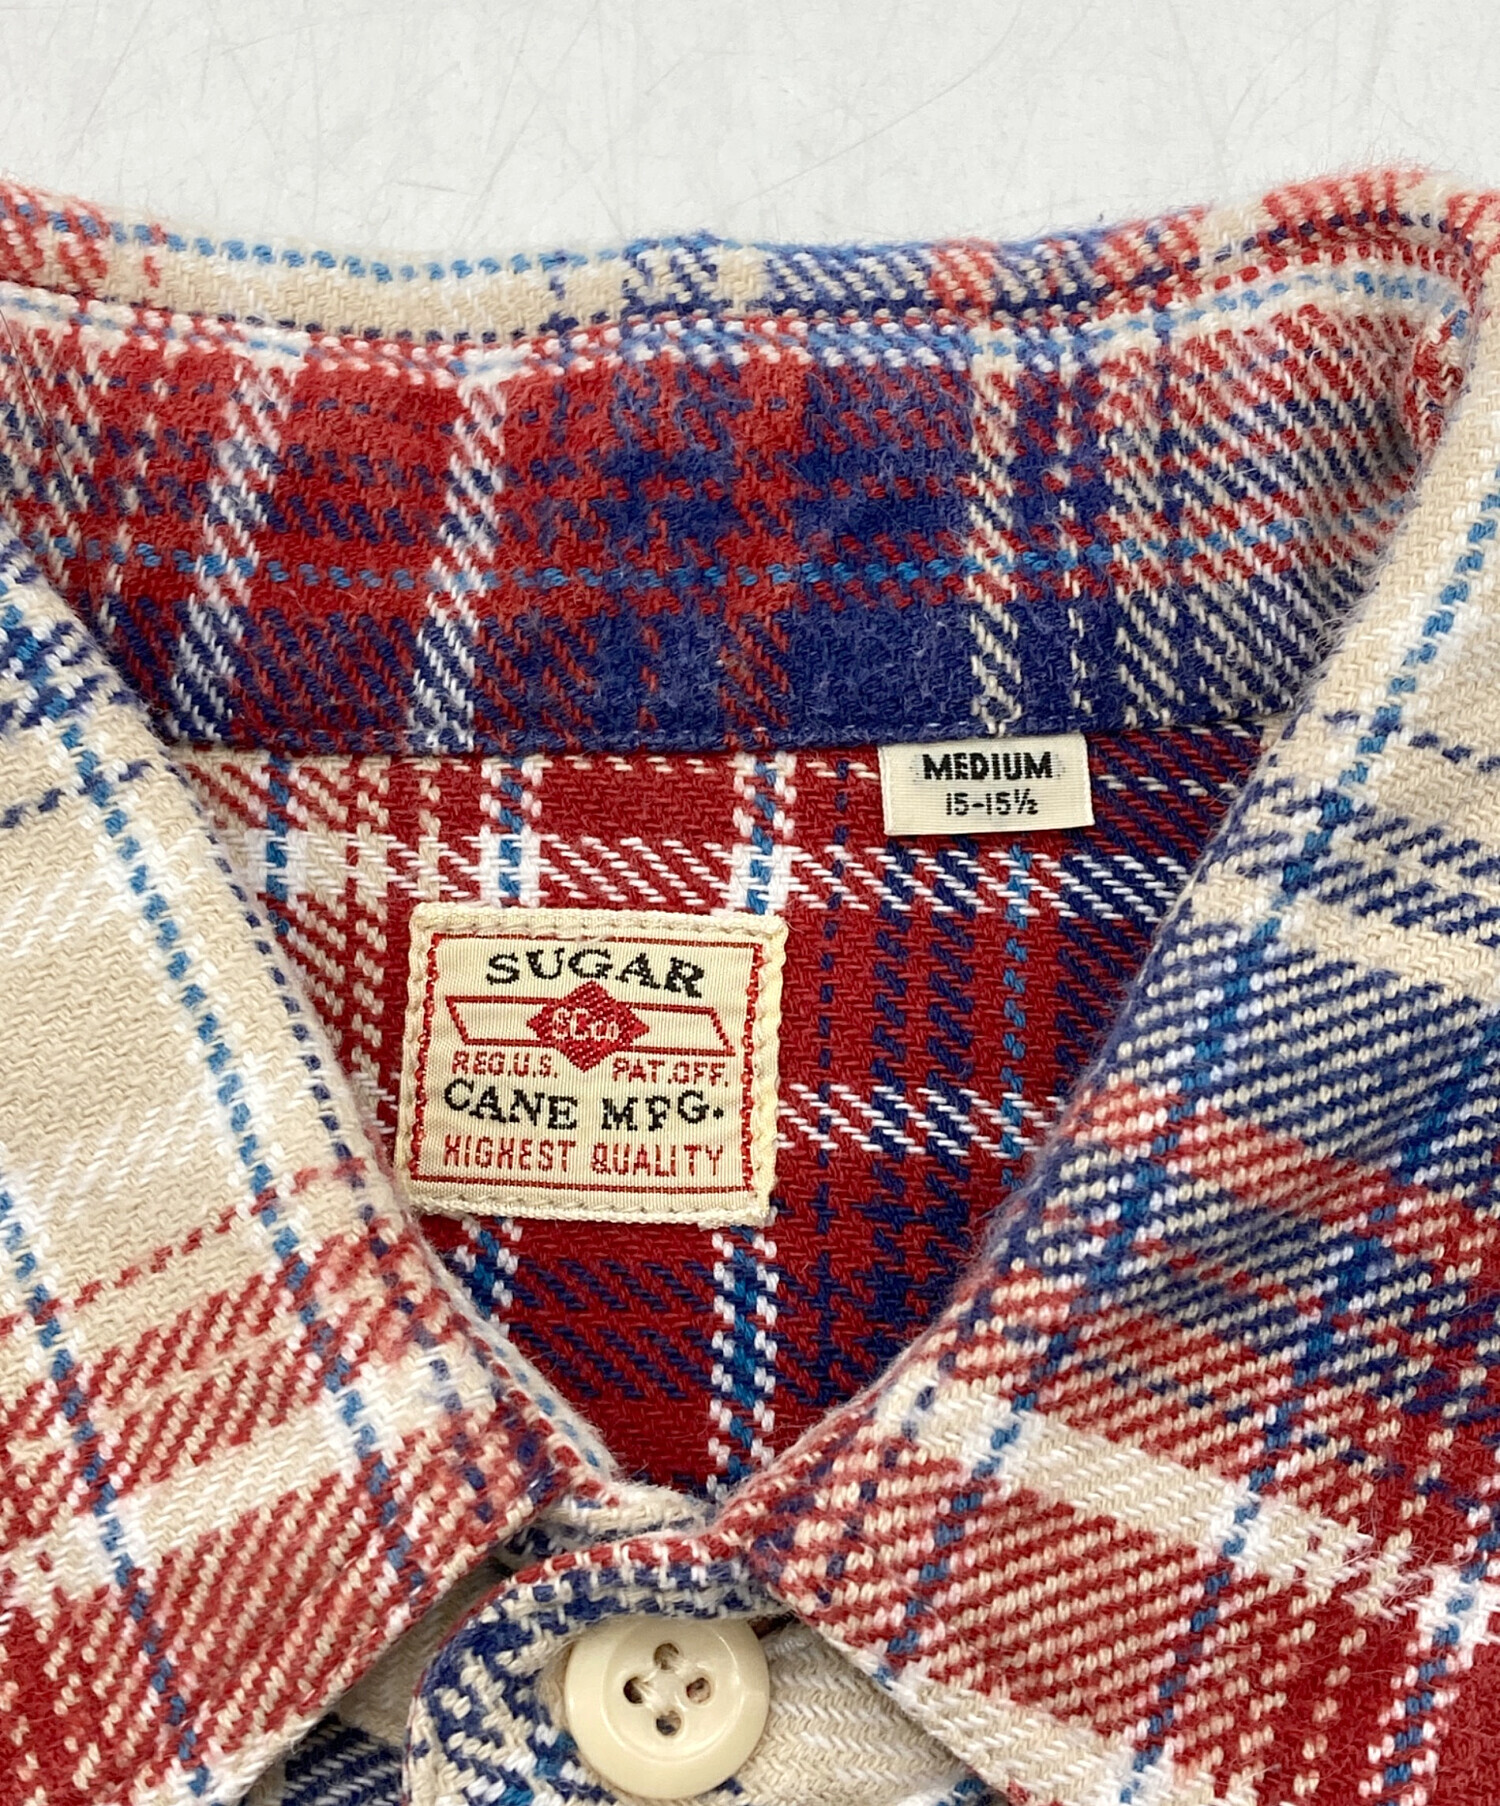 MEDIUM
15-15½
SUGAR
SCco
REG.U.S. PAT.OFF.
CANE MFG.
HIGHEST QUALITY